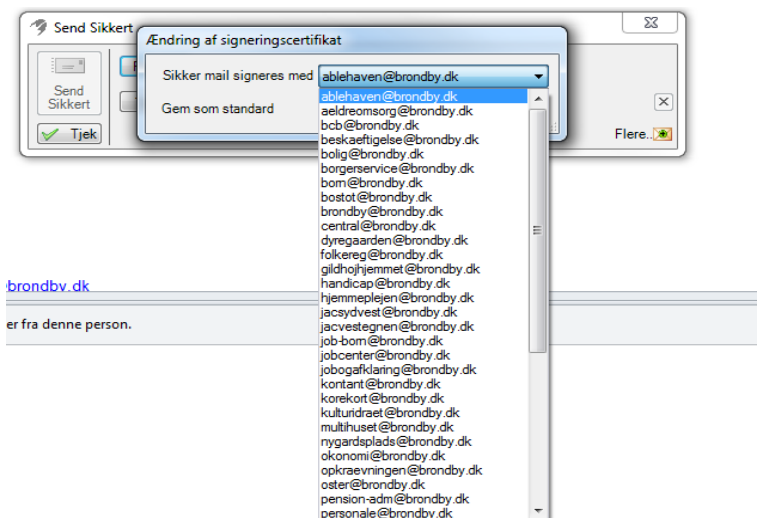 Send Sikkert
Ændring af signeringscertifikat
Sikker mail signeres med ablehaven@brondby.dk
Gem som standard
Send
Sikkert
Tjek
Flere..
ablehaven@brondby.dk
aeldreomsorg@brondby.dk
bcb@brondby.dk
beskaeftigelse@brondby.dk
bolig@brondby.dk
borgerservice@brondby.dk
born@brondby.dk
bostot@brondby.dk
brondby@brondby.dk
central@brondby.dk
dyregaarden@brondby.dk
folkereg@brondby.dk
gildhojhjemmet@brondby.dk
handicap@brondby.dk
hjemmeplejen@brondby.dk
jacsydvest@brondby.dk
jacvestegnen@brondby.dk
job-born@brondby.dk
jobcenter@brondby.dk
jobogafklaring@brondby.dk
kontant@brondby.dk
korekort@brondby.dk
kulturidraet@brondby.dk
multihuset@brondby.dk
nygardsplads@brondby.dk
okonomi@brondby.dk
opkraevningen@brondby.dk
oster@brondby.dk
pension-adm@brondby.dk
personale@brondby.dk
brondby.dk
er fra denne person.